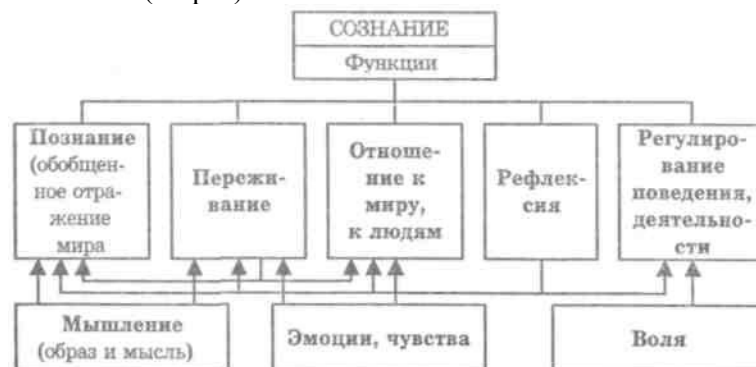 СОЗНАНИЕ
Функции
Познание
(обобщен-
ное отра-
жение
мира
Пережи-
вание
Отноше-
ние к
миру,
к людям
Рефлек-
сия
Регулиро-
вание
поведения,
деятельно-
сти
Мышление
(образ и мысль)
Эмоции, чувства
Воля